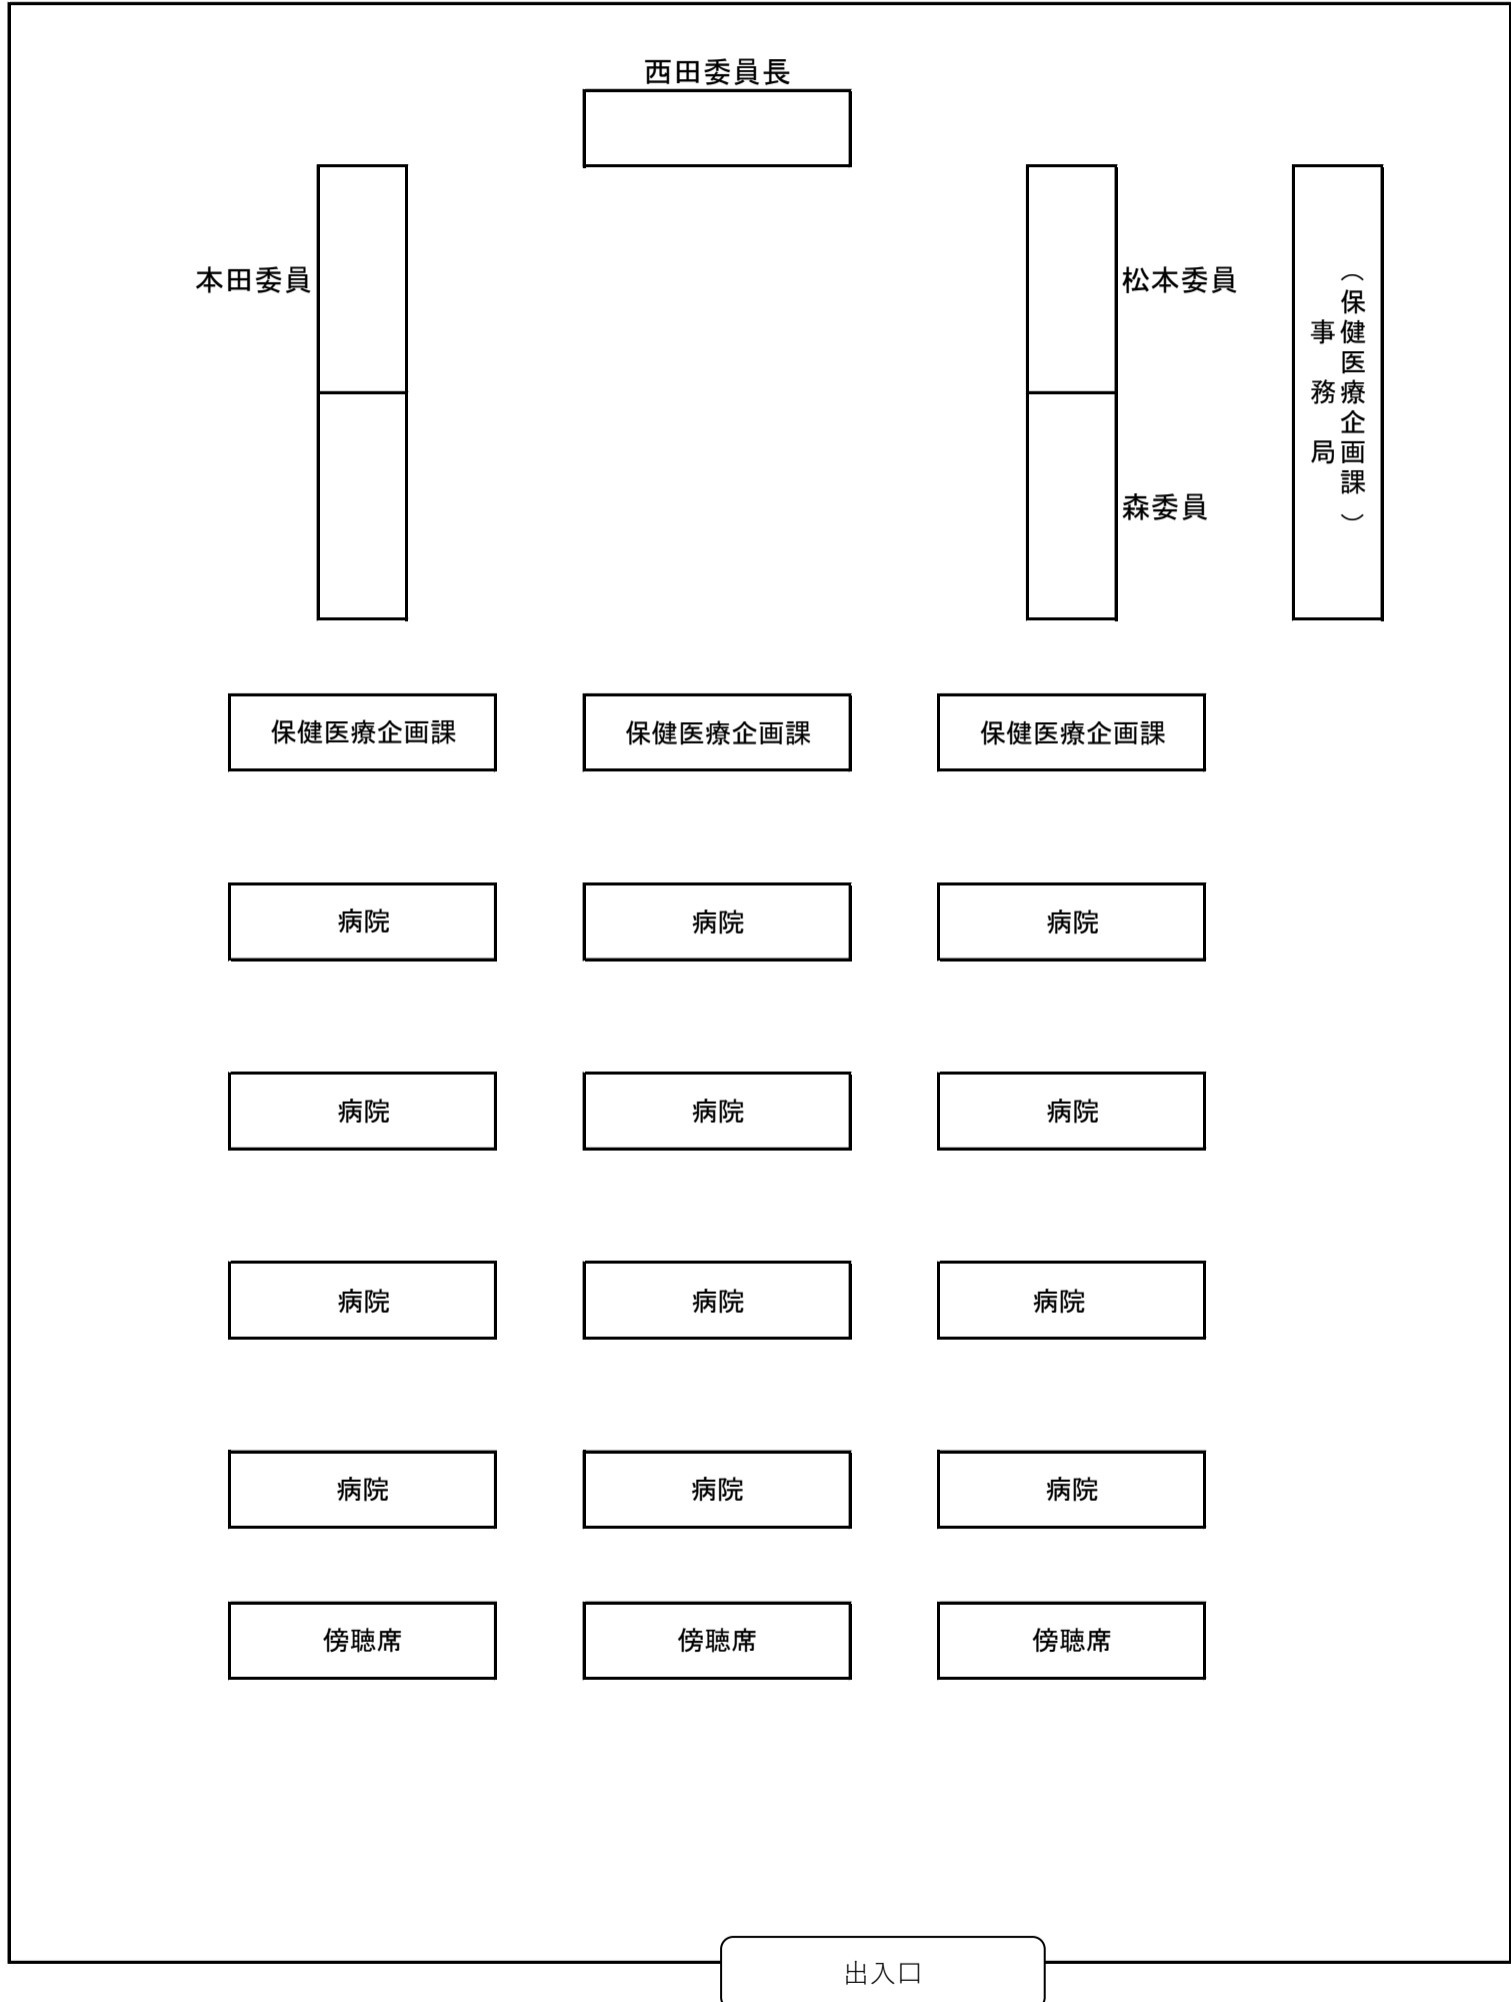 西田委員長
本田委員
松本委員
事務局
（保健医療企画課）
森委員
保健医療企画課
保健医療企画課
保健医療企画課
病院
病院
病院
病院
病院
病院
病院
病院
病院
病院
病院
病院
傍聴席
傍聴席
傍聴席
出入口